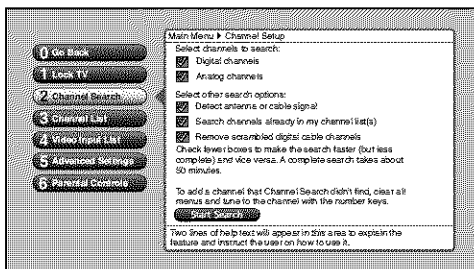 Main Menu ▶ Channel Setup
0 Go Back
1 Lock TV
2 Channel Search
3 Channel List
4 Video Input List
5 Advanced Settings
6 Parental Controls
Select channels to search:
Digital channels
Analog channels
Select other search options:
Detect antenna or cable signal
Search channels already in my channel list(s)
Remove scrambled digital cable channels
Check fewer boxes to make the search faster (but less
complete) and vice versa. A complete search takes about
50 minutes.
To add a channel that Channel Search didn't find, clear all
menus and tune to the channel with the number keys.
Start Search
Two lines of help text will appear in this area to explain the
feature and instruct the user on how to use it.